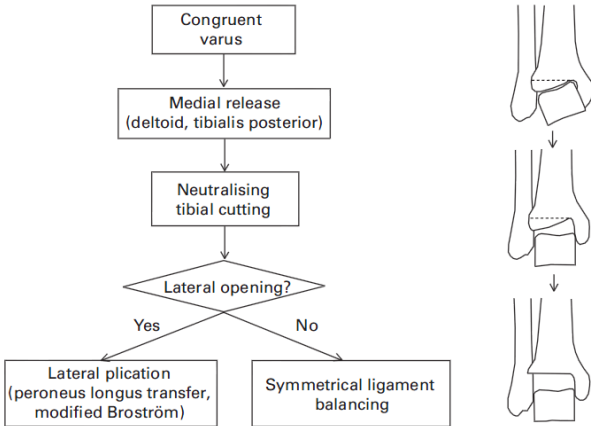 Congruent
varus
Medial release
(deltoid, tibialis posterior)
Neutralising
tibial cutting
Lateral opening?
Yes
No
Lateral plication
(peroneus longus transfer,
modified Broström)
Symmetrical ligament
balancing